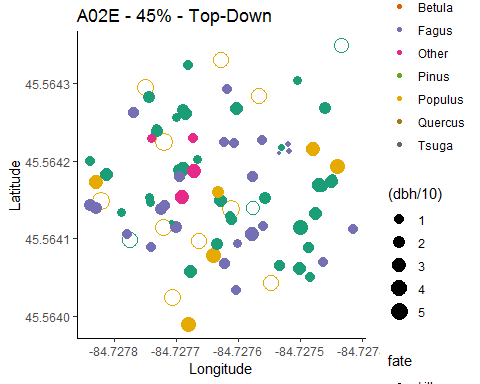 A02E - 45% - Top-Down
45.5643
45.5642
45.5641
45.5640
Latitude
-84.7278
-84.7277
-84.7276
-84.7275
-84.727
Longitude
Betula
Fagus
Other
Pinus
Populus
Quercus
Tsuga
(dbh/10)
1
2
3
4
5
fate